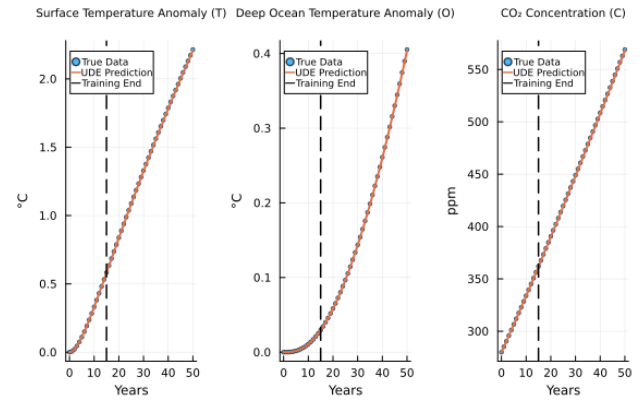 Surface Temperature Anomaly (T)
2.0
1.5
1.0
0.5
0.0
°C
0 10 20 30 40 50
Years
True Data
UDE Prediction
Training End
Deep Ocean Temperature Anomaly (O)
0.4
0.3
0.2
0.1
0.0
°C
0 10 20 30 40 50
Years
True Data
UDE Prediction
Training End
CO₂ Concentration (C)
550
500
450
400
350
300
ppm
0 10 20 30 40 50
Years
True Data
UDE Prediction
Training End